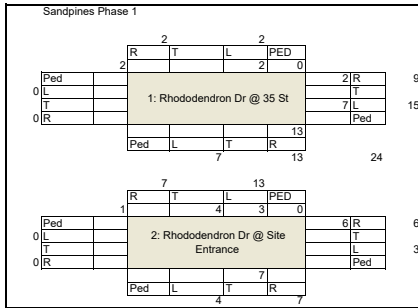 Sandpines Phase 1
2 2
R T L PED
2 2 0
Ped 2 R 9
0 L T
T 1: Rhododendron Dr @ 35 St 7 L 15
0 R Ped
13
Ped L T R
7 13 24
7 13
R T L PED
1 4 3 0
Ped 6 R 6
0 L 2: Rhododendron Dr @ Site T
T Entrance L 3
0 R Ped
7
Ped L T R
4 7